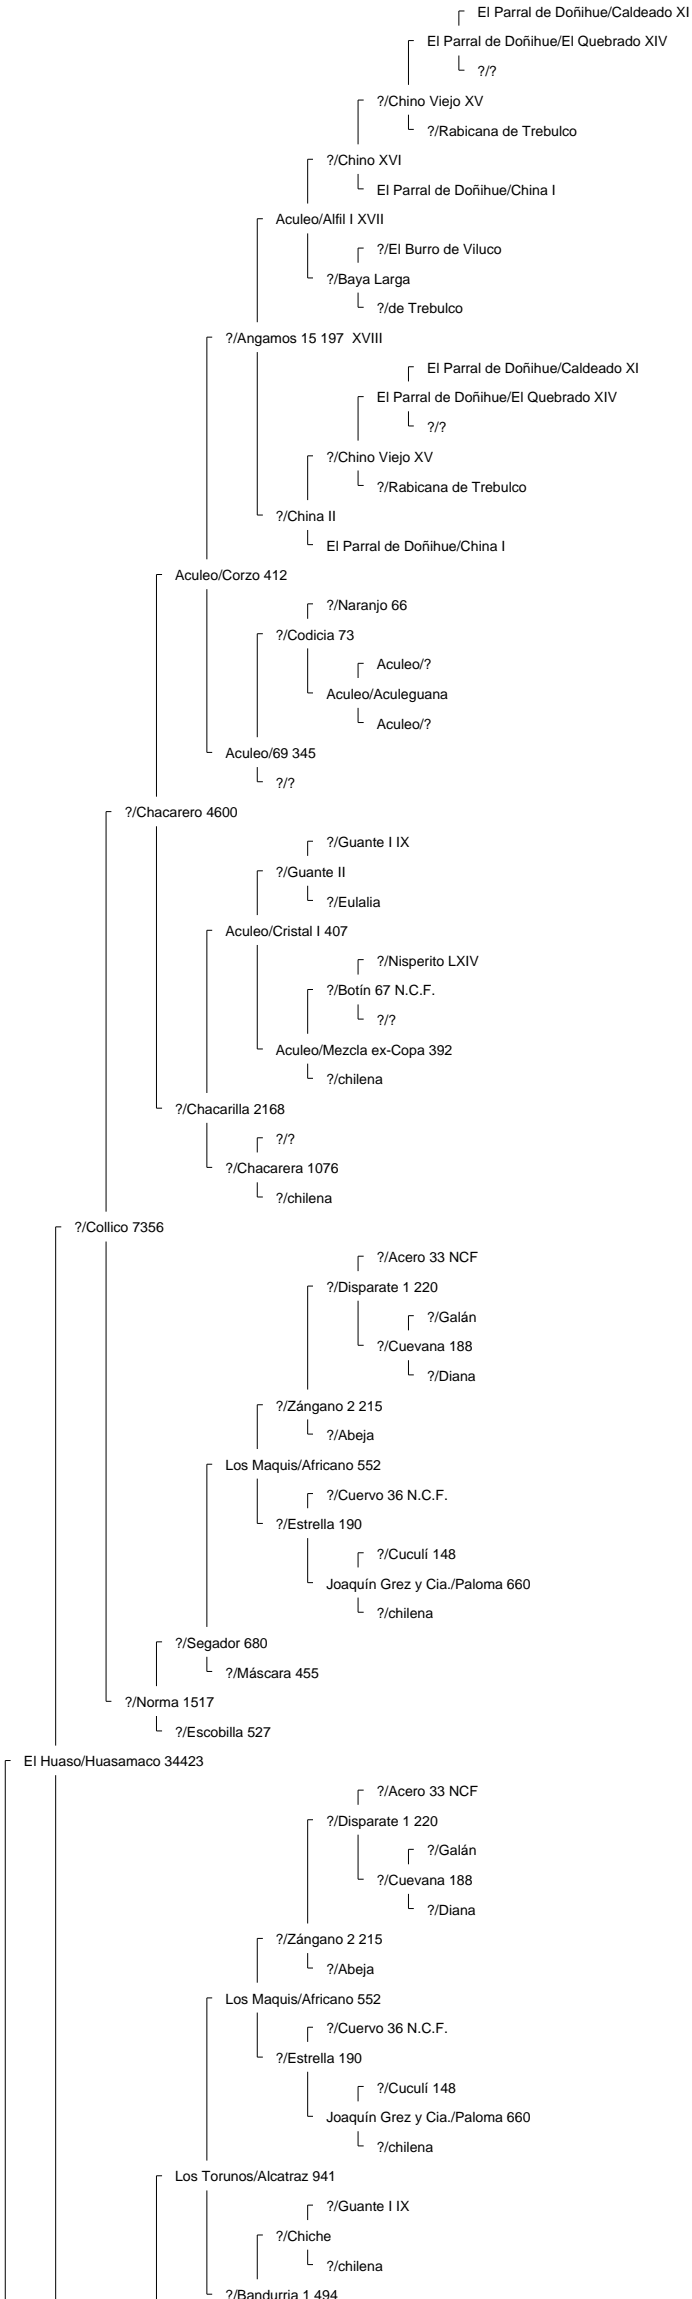 El Parral de Doñihue/Caldeado XI
El Parral de Doñihue/El Quebrado XIV
?/?
?/Chino Viejo XV
?/Rabicana de Trebulco
?/Chino XVI
El Parral de Doñihue/China I
Aculeo/Alfil I XVII
?/El Burro de Viluco
?/Baya Larga
?/de Trebulco
?/Angamos 15 197  XVIII
El Parral de Doñihue/Caldeado XI
El Parral de Doñihue/El Quebrado XIV
?/?
?/Chino Viejo XV
?/Rabicana de Trebulco
?/China II
El Parral de Doñihue/China I
Aculeo/Corzo 412
?/Naranjo 66
?/Codicia 73
Aculeo/?
Aculeo/Aculeguana
Aculeo/?
Aculeo/69 345
?/?
?/Chacarero 4600
?/Guante I IX
?/Guante II
?/Eulalia
Aculeo/Cristal I 407
?/Nisperito LXIV
?/Botín 67 N.C.F.
?/?
Aculeo/Mezcla ex-Copa 392
?/chilena
?/Chacarilla 2168
?/?
?/Chacarera 1076
?/chilena
?/Collico 7356
?/Acero 33 NCF
?/Disparate 1 220
?/Galán
?/Cuevana 188
?/Diana
?/Zángano 2 215
?/Abeja
Los Maquis/Africano 552
?/Cuervo 36 N.C.F.
?/Estrella 190
?/Cuculí 148
Joaquín Grez y Cia./Paloma 660
?/chilena
?/Segador 680
?/Máscara 455
?/Norma 1517
?/Escobilla 527
El Huaso/Huasamaco 34423
?/Acero 33 NCF
?/Disparate 1 220
?/Galán
?/Cuevana 188
?/Diana
?/Zángano 2 215
?/Abeja
Los Maquis/Africano 552
?/Cuervo 36 N.C.F.
?/Estrella 190
?/Cuculí 148
Joaquín Grez y Cia./Paloma 660
?/chilena
Los Torunos/Alcatraz 941
?/Guante I IX
?/Chiche
?/chilena
?/Bandurria 1 494